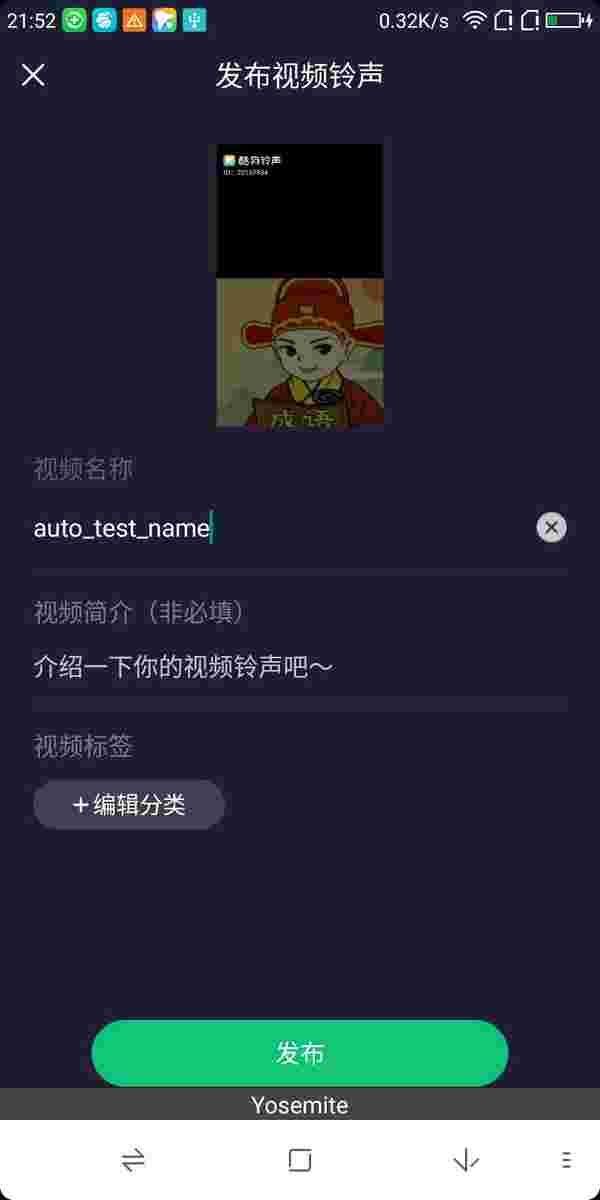 21:52
0.32K/s
发布视频铃声
酷狗铃声
视频名称
auto_test_name
视频简介（非必填）
介绍一下你的视频铃声吧～
视频标签
+编辑分类
发布
Yosemite
成语